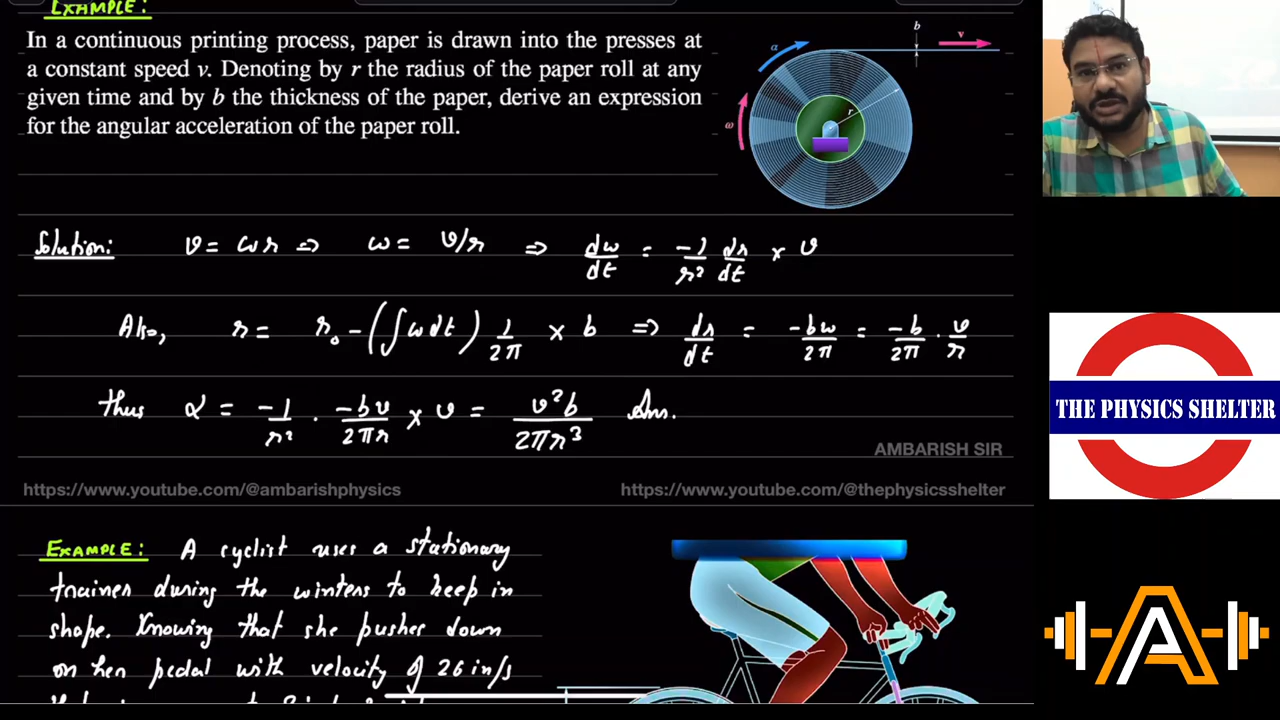 EXAMPLE:
In a continuous printing process, paper is drawn into the presses at
a constant speed v. Denoting by r the radius of the paper roll at any
given time and by b the thickness of the paper, derive an expression
for the angular acceleration of the paper roll.
b
v
α
r
ω
Solution: v = ωr ⇒ ω = v/r ⇒ dω/dt = -1/r² dr/dt × v
Also, r = r₀ - (∫ω dt) 1/2π × b ⇒ dr/dt = -bω/2π = -b/2π · v/r
thus α = -1/r² · -bv/2πr × v = v²b/2πr³ Ans.
AMBARISH SIR
https://www.youtube.com/@ambarishphysics https://www.youtube.com/@thephysicsshelter
THE PHYSICS SHELTER
EXAMPLE: A cyclist uses a stationary
trainer during the winters to keep in
shape. Knowing that she pushes down
on her pedal with velocity of 26 in/s